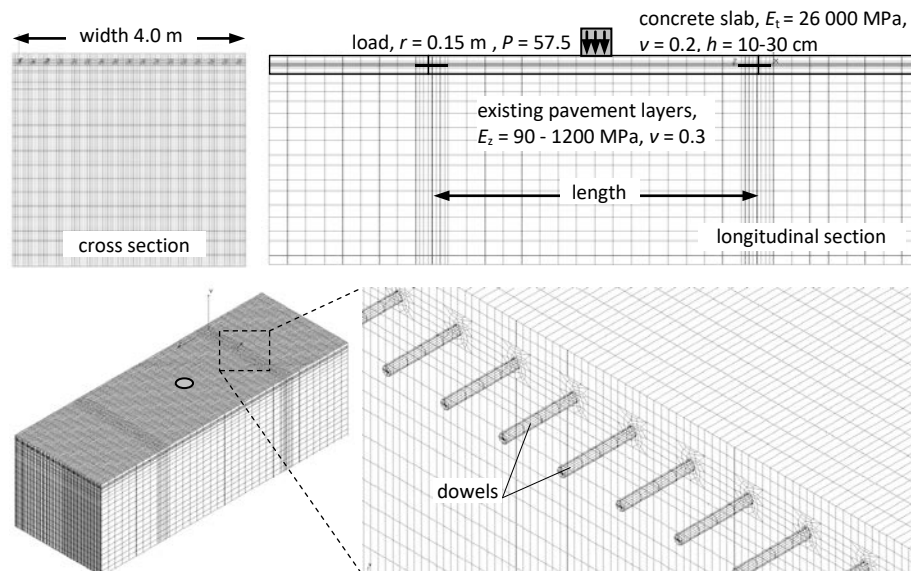 width 4.0 m
load, r = 0.15 m , P = 57.5
concrete slab, Et = 26 000 MPa,
ν = 0.2, h = 10-30 cm
existing pavement layers,
Ez = 90 - 1200 MPa, ν = 0.3
length
cross section
longitudinal section
dowels